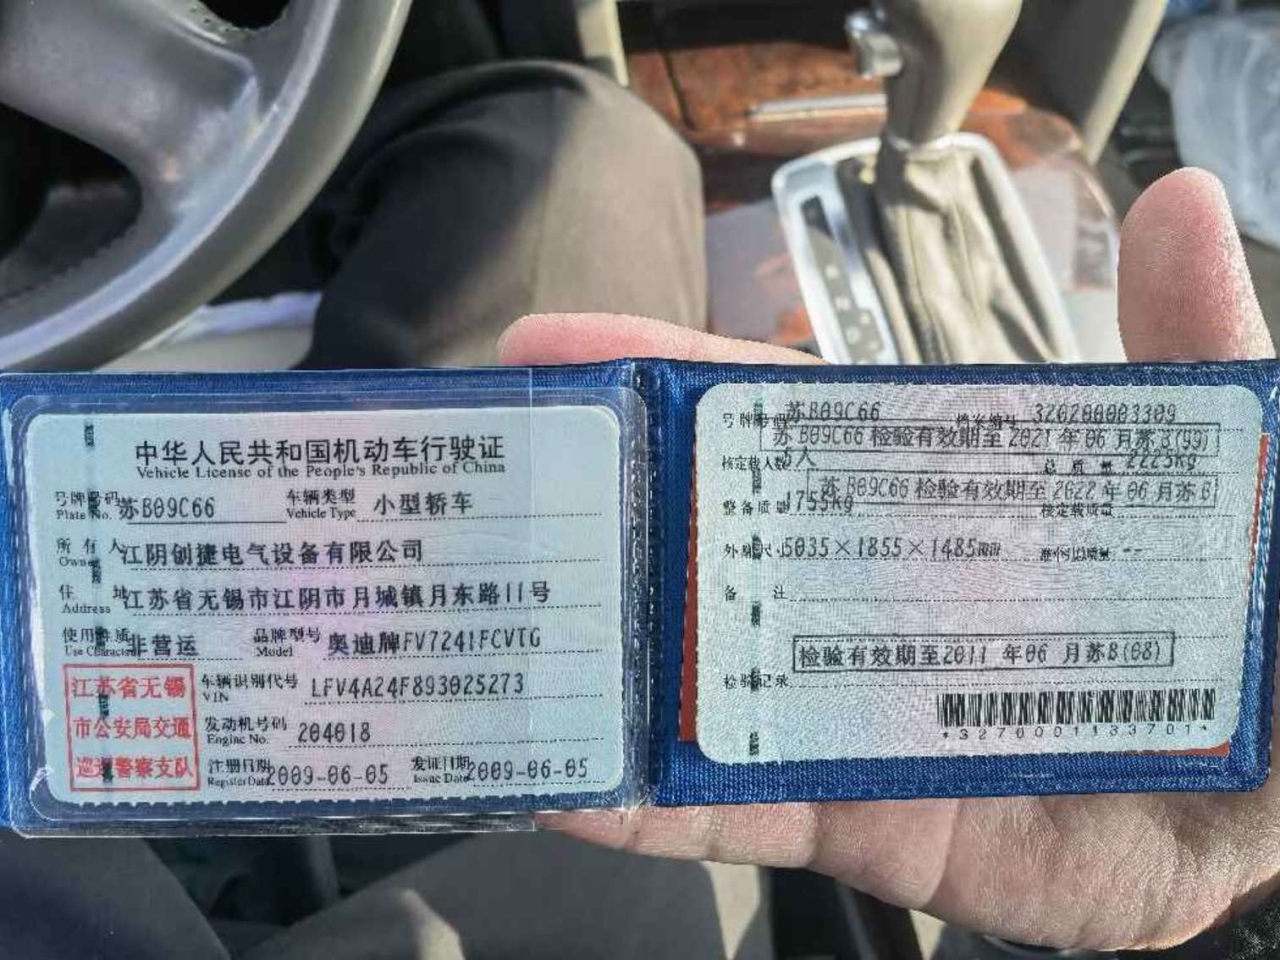 中华人民共和国机动车行驶证
Vehicle License of the People's Republic of China
号牌号码 苏B09C66 车辆类型 小型轿车
Plate No. Vehicle Type
所有人 江阴创捷电气设备有限公司
Owner
住址 江苏省无锡市江阴市月城镇月东路11号
Address
使用性质 非营运 品牌型号 奥迪牌FV7241FCVTG
Use Character Model
江苏省无锡
市公安局交通
巡逻警察支队
车辆识别代号 LFV4A24F893025273
VIN
发动机号码 204018
Engine No.
注册日期 2009-06-05 发证日期 2009-06-05
Register Date Issue Date
号牌号码 苏B09C66 档案编号 320200003309
苏B09C66 检验有效期至2021年06月苏B(99)
核定载人数 5人 总质量 2225kg
苏B09C66 检验有效期至2022年06月苏B
整备质量 1755kg 核定载质量
外廓尺寸 5035×1855×1485mm 准牵引总质量 --
备注
检验有效期至2011年06月苏B(08)
检验记录
*3270001133701*